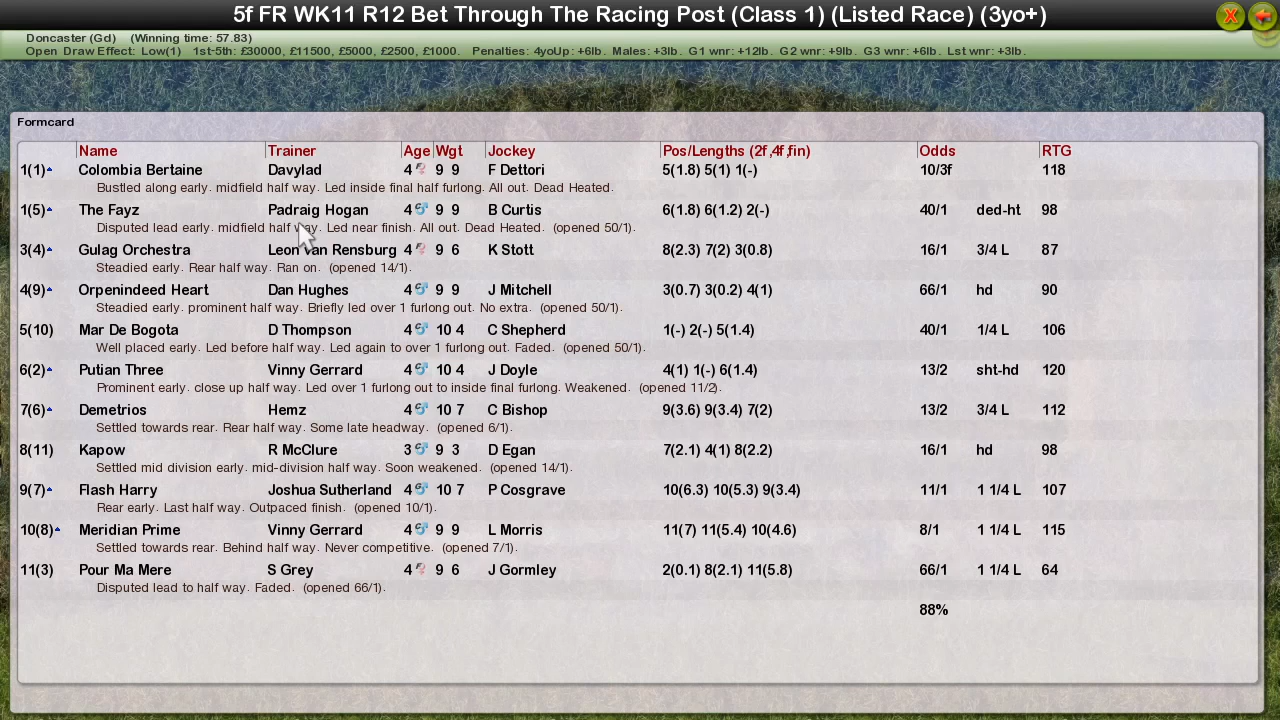 5f FR WK11 R12 Bet Through The Racing Post (Class 1) (Listed Race) (3yo+)
Doncaster (Gd) (Winning time: 57.83)
Open Draw Effect: Low(1) 1st-5th: £30000, £11500, £5000, £2500, £1000. Penalties: 4yoUp: +6lb. Males: +3lb. G1 wnr: +12lb. G2 wnr: +9lb. G3 wnr: +6lb. Lst wnr: +3lb.
Formcard
Name Trainer Age Wgt Jockey Pos/Lengths (2f,4f,fin) Odds RTG
1(1) Colombia Bertaine Davylad 4 9 9 F Dettori 5(1.8) 5(1) 1(-) 10/3f 118
Bustled along early. midfield half way. Led inside final half furlong. All out. Dead Heated.
1(5) The Fayz Padraig Hogan 4 9 9 B Curtis 6(1.8) 6(1.2) 2(-) 40/1 ded-ht 98
Disputed lead early. midfield half way. Led near finish. All out. Dead Heated. (opened 50/1).
3(4) Gulag Orchestra Leon van Rensburg 4 9 6 K Stott 8(2.3) 7(2) 3(0.8) 16/1 3/4 L 87
Steadied early. Rear half way. Ran on. (opened 14/1).
4(9) Orpenindeed Heart Dan Hughes 4 9 9 J Mitchell 3(0.7) 3(0.2) 4(1) 66/1 hd 90
Steadied early. prominent half way. Briefly led over 1 furlong out. No extra. (opened 50/1).
5(10) Mar De Bogota D Thompson 4 10 4 C Shepherd 1(-) 2(-) 5(1.4) 40/1 1/4 L 106
Well placed early. Led before half way. Led again to over 1 furlong out. Faded. (opened 50/1).
6(2) Putian Three Vinny Gerrard 4 10 4 J Doyle 4(1) 1(-) 6(1.4) 13/2 sht-hd 120
Prominent early. close up half way. Led over 1 furlong out to inside final furlong. Weakened. (opened 11/2).
7(6) Demetrios Hemz 4 10 7 C Bishop 9(3.6) 9(3.4) 7(2) 13/2 3/4 L 112
Settled towards rear. Rear half way. Some late headway. (opened 6/1).
8(11) Kapow R McClure 3 9 3 D Egan 7(2.1) 4(1) 8(2.2) 16/1 hd 98
Settled mid division early. mid-division half way. Soon weakened. (opened 14/1).
9(7) Flash Harry Joshua Sutherland 4 10 7 P Cosgrave 10(6.3) 10(5.3) 9(3.4) 11/1 1 1/4 L 107
Rear early. Last half way. Outpaced finish. (opened 10/1).
10(8) Meridian Prime Vinny Gerrard 4 9 9 L Morris 11(7) 11(5.4) 10(4.6) 8/1 1 1/4 L 115
Settled towards rear. Behind half way. Never competitive. (opened 7/1).
11(3) Pour Ma Mere S Grey 4 9 6 J Gormley 2(0.1) 8(2.1) 11(5.8) 66/1 1 1/4 L 64
Disputed lead to half way. Faded. (opened 66/1).
88%